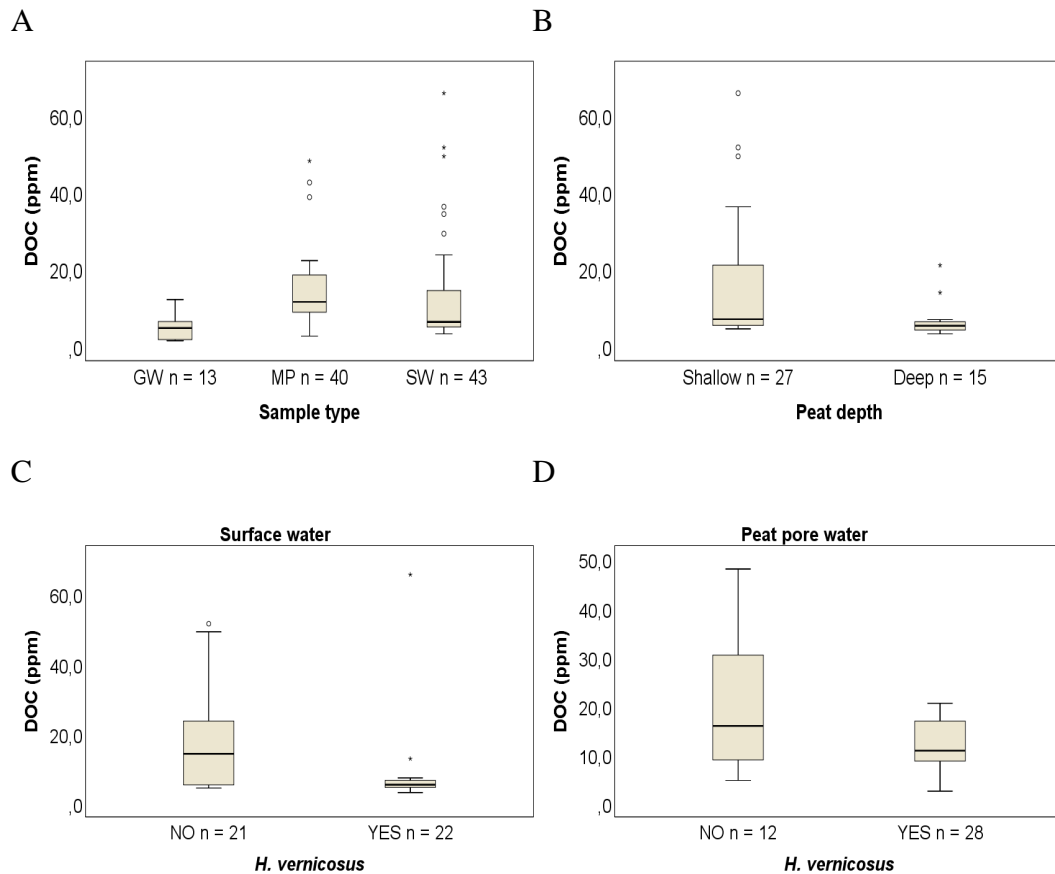 A
DOC (ppm)
60,0
40,0
20,0
,0
GW n = 13 MP n = 40 SW n = 43
Sample type
B
DOC (ppm)
60,0
40,0
20,0
,0
Shallow n = 27 Deep n = 15
Peat depth
C
Surface water
DOC (ppm)
60,0
40,0
20,0
,0
NO n = 21 YES n = 22
H. vernicosus
D
Peat pore water
DOC (ppm)
50,0
40,0
30,0
20,0
10,0
,0
NO n = 12 YES n = 28
H. vernicosus